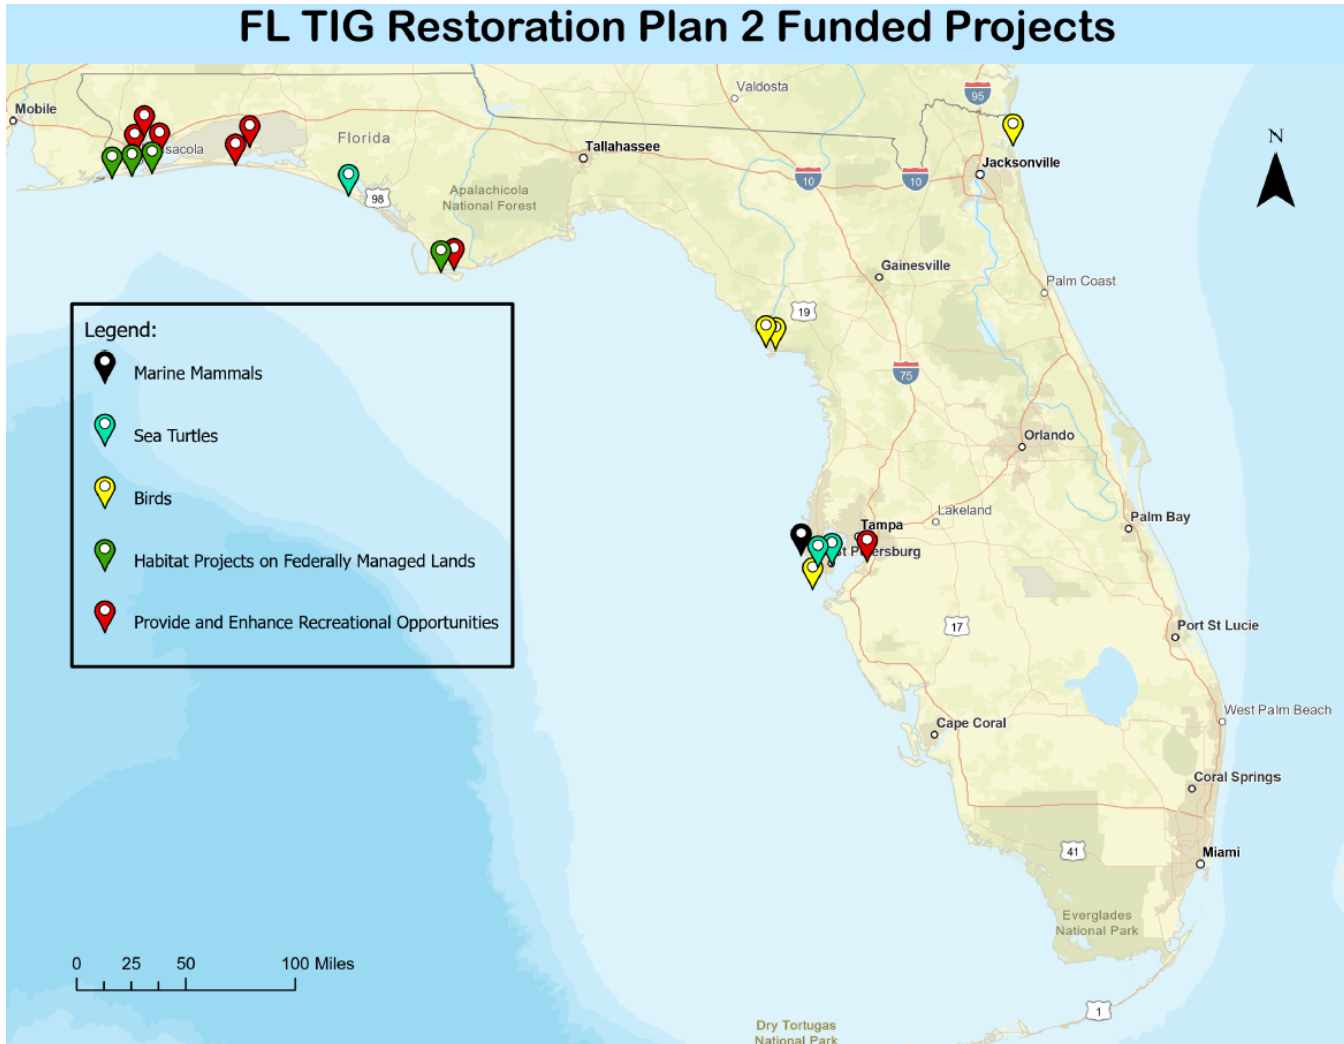 FL TIG Restoration Plan 2 Funded Projects
Valdosta
95
Mobile
Florida
Tallahassee
Jacksonville
10
10
98
Apalachicola
National Forest
N
Gainesville
Palm Coast
19
Legend:
Marine Mammals
Sea Turtles
Birds
Habitat Projects on Federally Managed Lands
Provide and Enhance Recreational Opportunities
75
Orlando
Lakeland
Palm Bay
Tampa
17
Port St Lucie
West Palm Beach
Cape Coral
Coral Springs
41
Miami
Everglades
National Park
0 25 50 100 Miles
1
Dry Tortugas
National Park